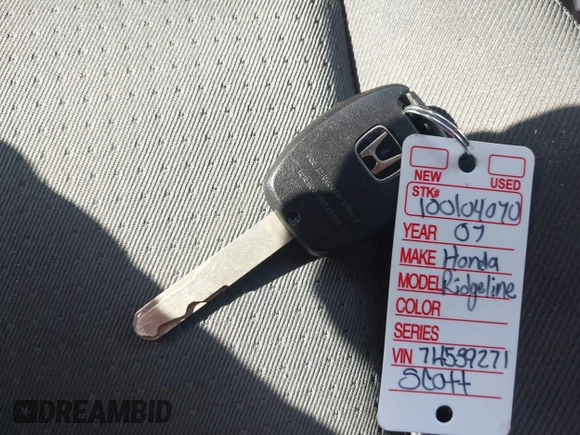 NEW USED
STK# 100104070
YEAR 07
MAKE Honda
MODEL Ridgeline
COLOR
SERIES
VIN 7H539271
Scott
DREAMBID